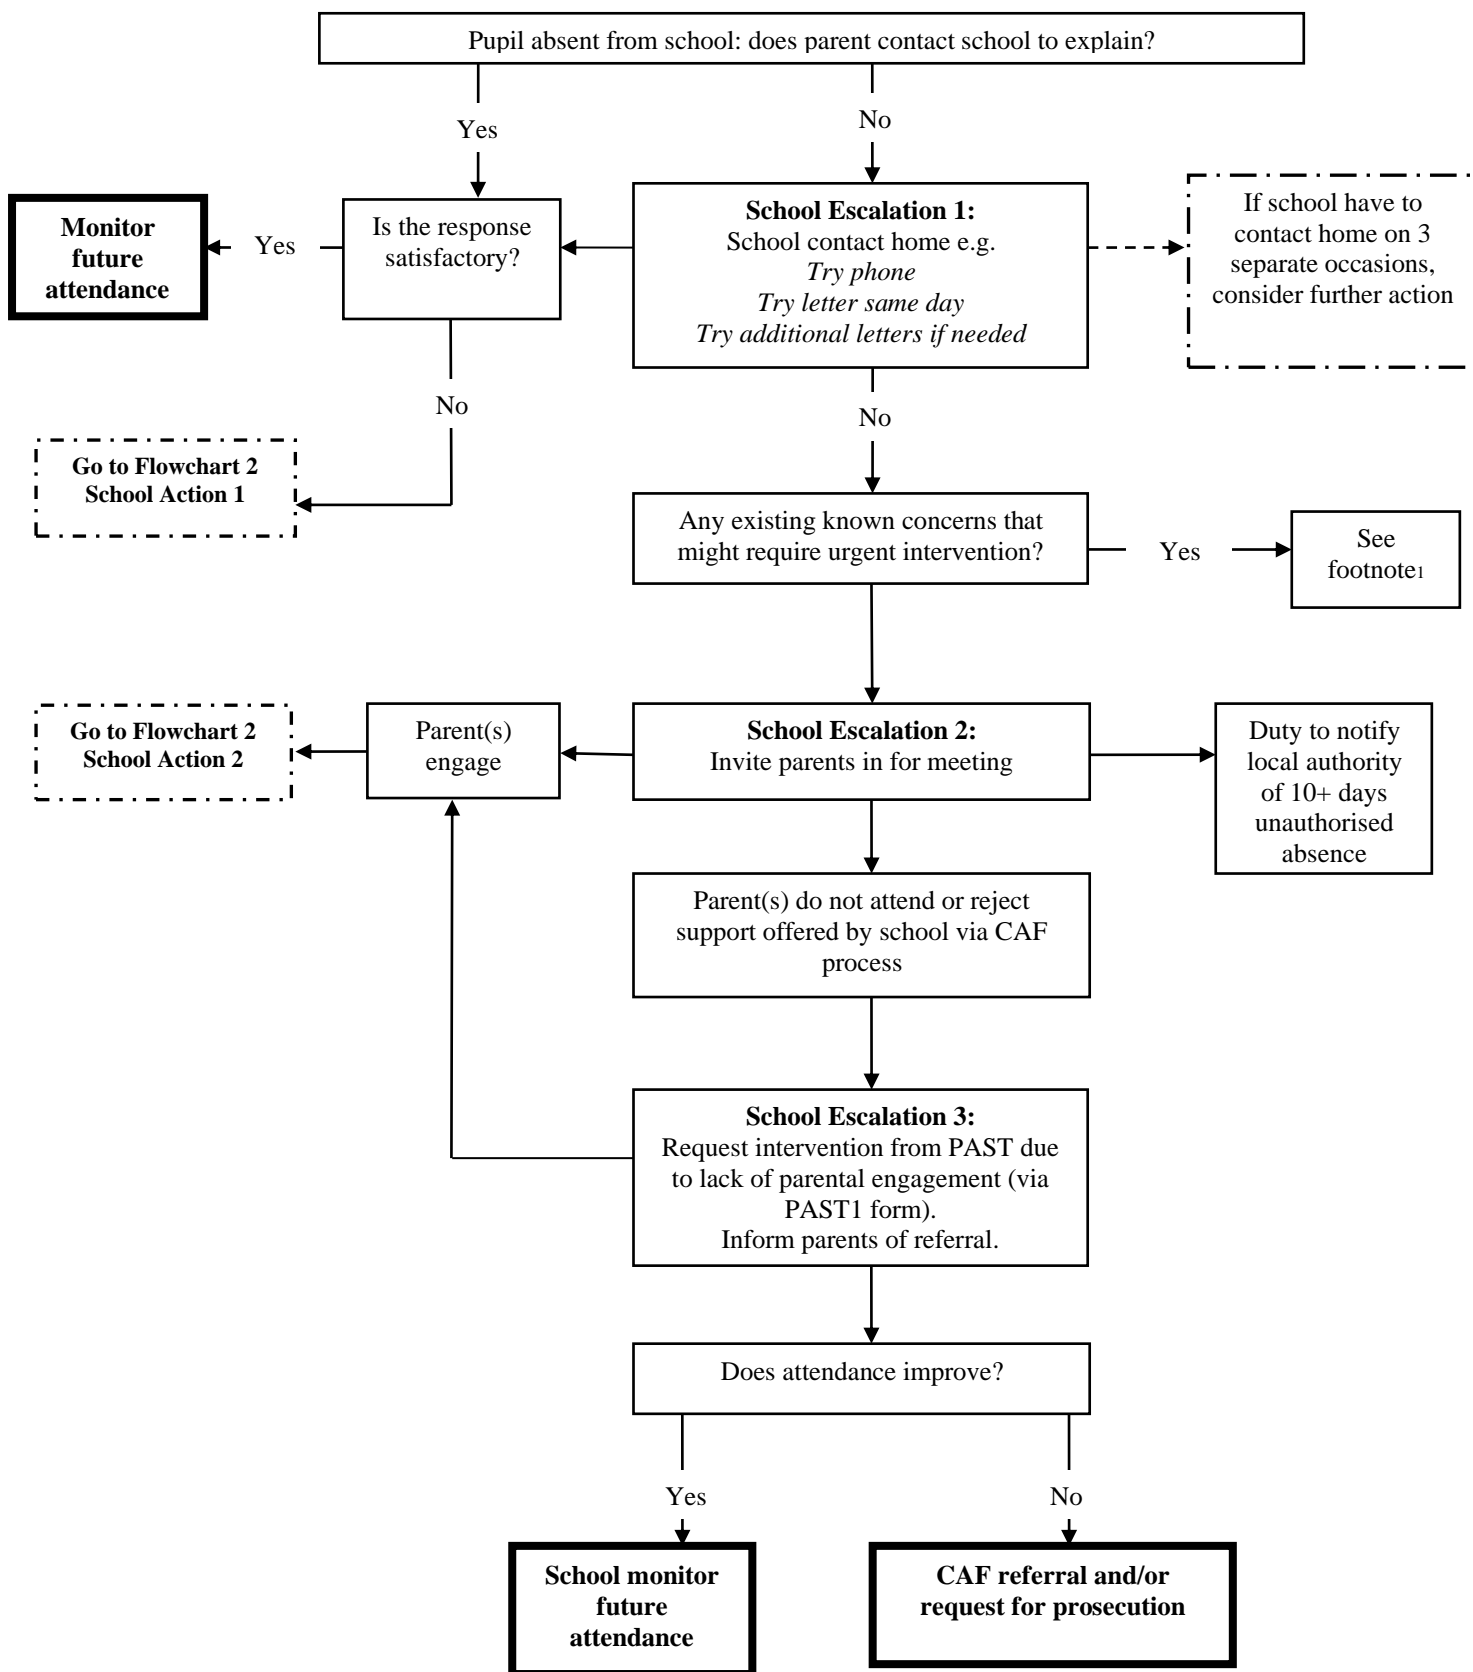 Pupil absent from school: does parent contact school to explain?
Yes
No
Monitor
future
attendance
Yes
Is the response
satisfactory?
School Escalation 1:
School contact home e.g.
Try phone
Try letter same day
Try additional letters if needed
If school have to
contact home on 3
separate occasions,
consider further action
No
No
Go to Flowchart 2
School Action 1
Any existing known concerns that
might require urgent intervention?
Yes
See
footnote1
Go to Flowchart 2
School Action 2
Parent(s)
engage
School Escalation 2:
Invite parents in for meeting
Duty to notify
local authority
of 10+ days
unauthorised
absence
Parent(s) do not attend or reject
support offered by school via CAF
process
School Escalation 3:
Request intervention from PAST due
to lack of parental engagement (via
PAST1 form).
Inform parents of referral.
Does attendance improve?
Yes
No
School monitor
future
attendance
CAF referral and/or
request for prosecution